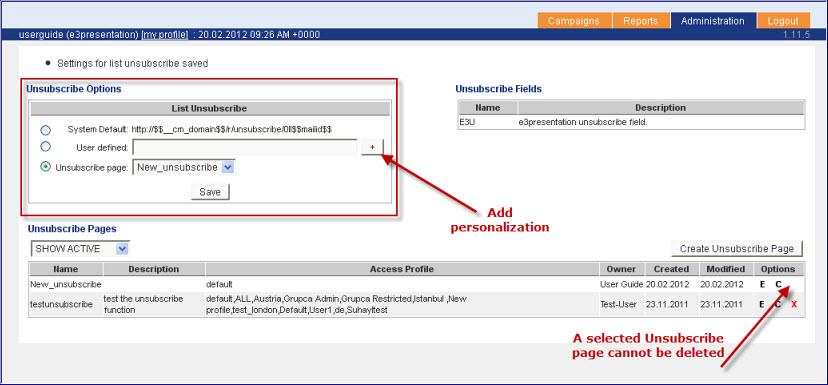 Campaigns Reports Administration Logout
userguide (e3presentation) [my profile] : 20.02.2012 09:26 AM +0000 1.11.5
Settings for list unsubscribe saved
Unsubscribe Options
List Unsubscribe
System Default: http://$$__cm_domain$$/r/unsubscribe/0ll$$mailid$$
User defined: +
Unsubscribe page: New_unsubscribe
Save
Unsubscribe Fields
Name Description
E3U e3presentation unsubscribe field.
Add
personalization
Unsubscribe Pages
SHOW ACTIVE Create Unsubscribe Page
Name Description Access Profile Owner Created Modified Options
New_unsubscribe default User Guide 20.02.2012 20.02.2012 E C
testunsubscribe test the unsubscribe function default,ALL,Austria,Grupca Admin,Grupca Restricted,Istanbul ,New profile,test_london,Default,User1,de,Suhayltest Test-User 23.11.2011 23.11.2011 E C X
A selected Unsubscribe
page cannot be deleted